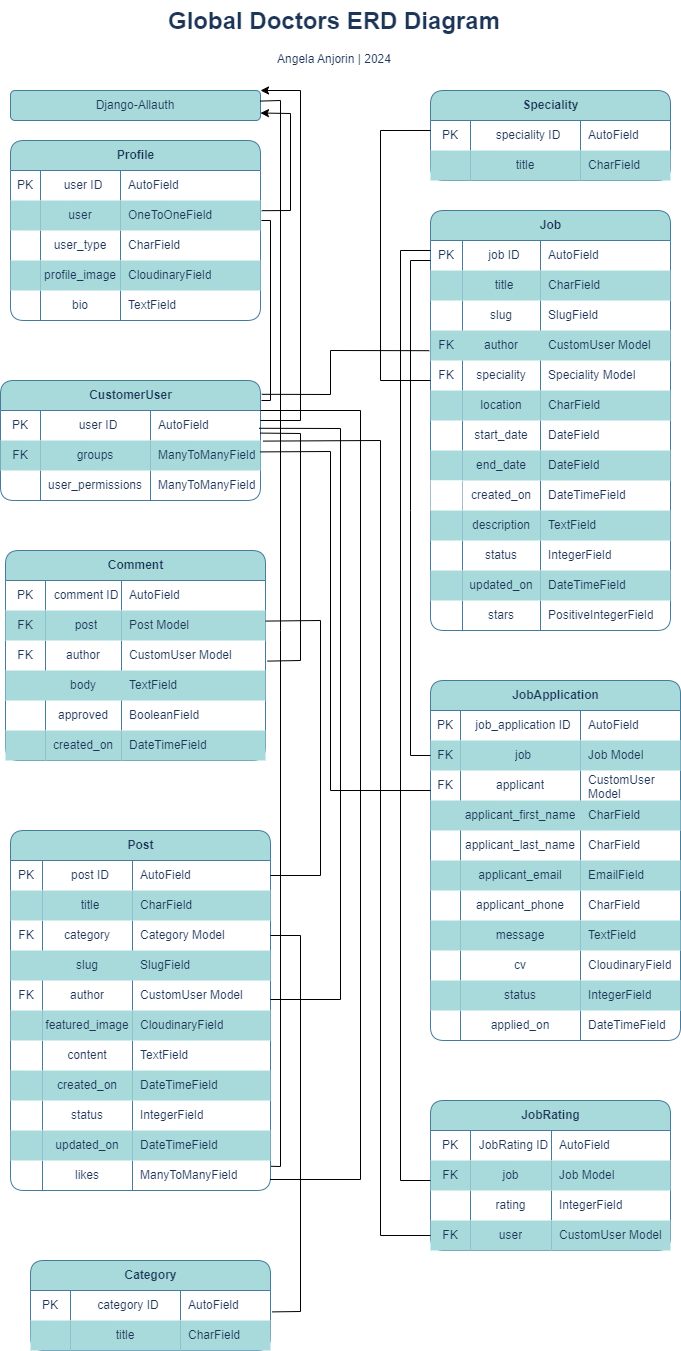 Global Doctors ERD Diagram
Angela Anjorin | 2024
Django-Allauth
Profile
PK user ID AutoField
user OneToOneField
user_type CharField
profile_image CloudinaryField
bio TextField
CustomerUser
PK user ID AutoField
FK groups ManyToManyField
user_permissions ManyToManyField
Comment
PK comment ID AutoField
FK post Post Model
FK author CustomUser Model
body TextField
approved BooleanField
created_on DateTimeField
Post
PK post ID AutoField
title CharField
FK category Category Model
slug SlugField
FK author CustomUser Model
featured_image CloudinaryField
content TextField
created_on DateTimeField
status IntegerField
updated_on DateTimeField
likes ManyToManyField
Category
PK category ID AutoField
title CharField
Speciality
PK speciality ID AutoField
title CharField
Job
PK job ID AutoField
title CharField
slug SlugField
FK author CustomUser Model
FK speciality Speciality Model
location CharField
start_date DateField
end_date DateField
created_on DateTimeField
description TextField
status IntegerField
updated_on DateTimeField
stars PositiveIntegerField
JobApplication
PK job_application ID AutoField
FK job Job Model
FK applicant CustomUser
Model
applicant_first_name CharField
applicant_last_name CharField
applicant_email EmailField
applicant_phone CharField
message TextField
cv CloudinaryField
status IntegerField
applied_on DateTimeField
JobRating
PK JobRating ID AutoField
FK job Job Model
rating IntegerField
FK user CustomUser Model